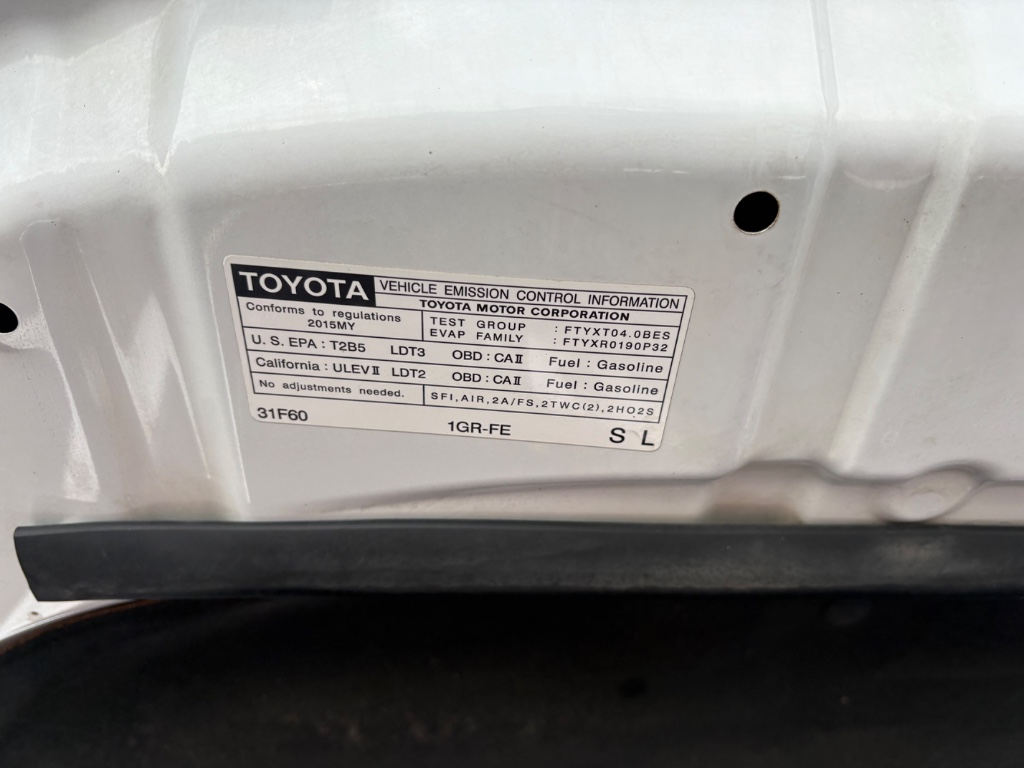 TOYOTA VEHICLE EMISSION CONTROL INFORMATION
Conforms to regulations 2015MY
TOYOTA MOTOR CORPORATION
TEST GROUP : FTYXT04.0BES
EVAP FAMILY : FTYXR0190P32
U. S. EPA : T2B5 LDT3 OBD : CAⅡ Fuel : Gasoline
California : ULEVⅡ LDT2 OBD : CAⅡ Fuel : Gasoline
No adjustments needed. SFI,AIR,2A/FS,2TWC(2),2HO2S
31F60 1GR-FE S L